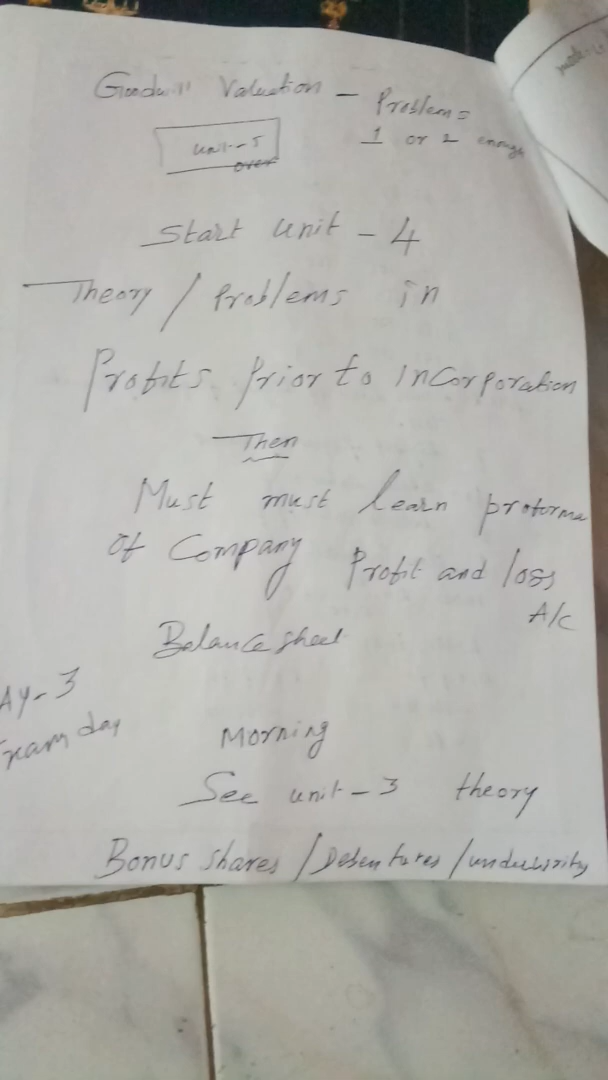 Goodwill Valuation - Problems
1 or 2 enough
Unit-5
over
Start Unit - 4
Theory / Problems in
Profits Prior to Incorporation
Then
Must must learn proforma
of Company Profit and loss
A/c
Balance sheet
AY-3
Exam day
Morning
See unit - 3 theory
Bonus shares / Debentures /